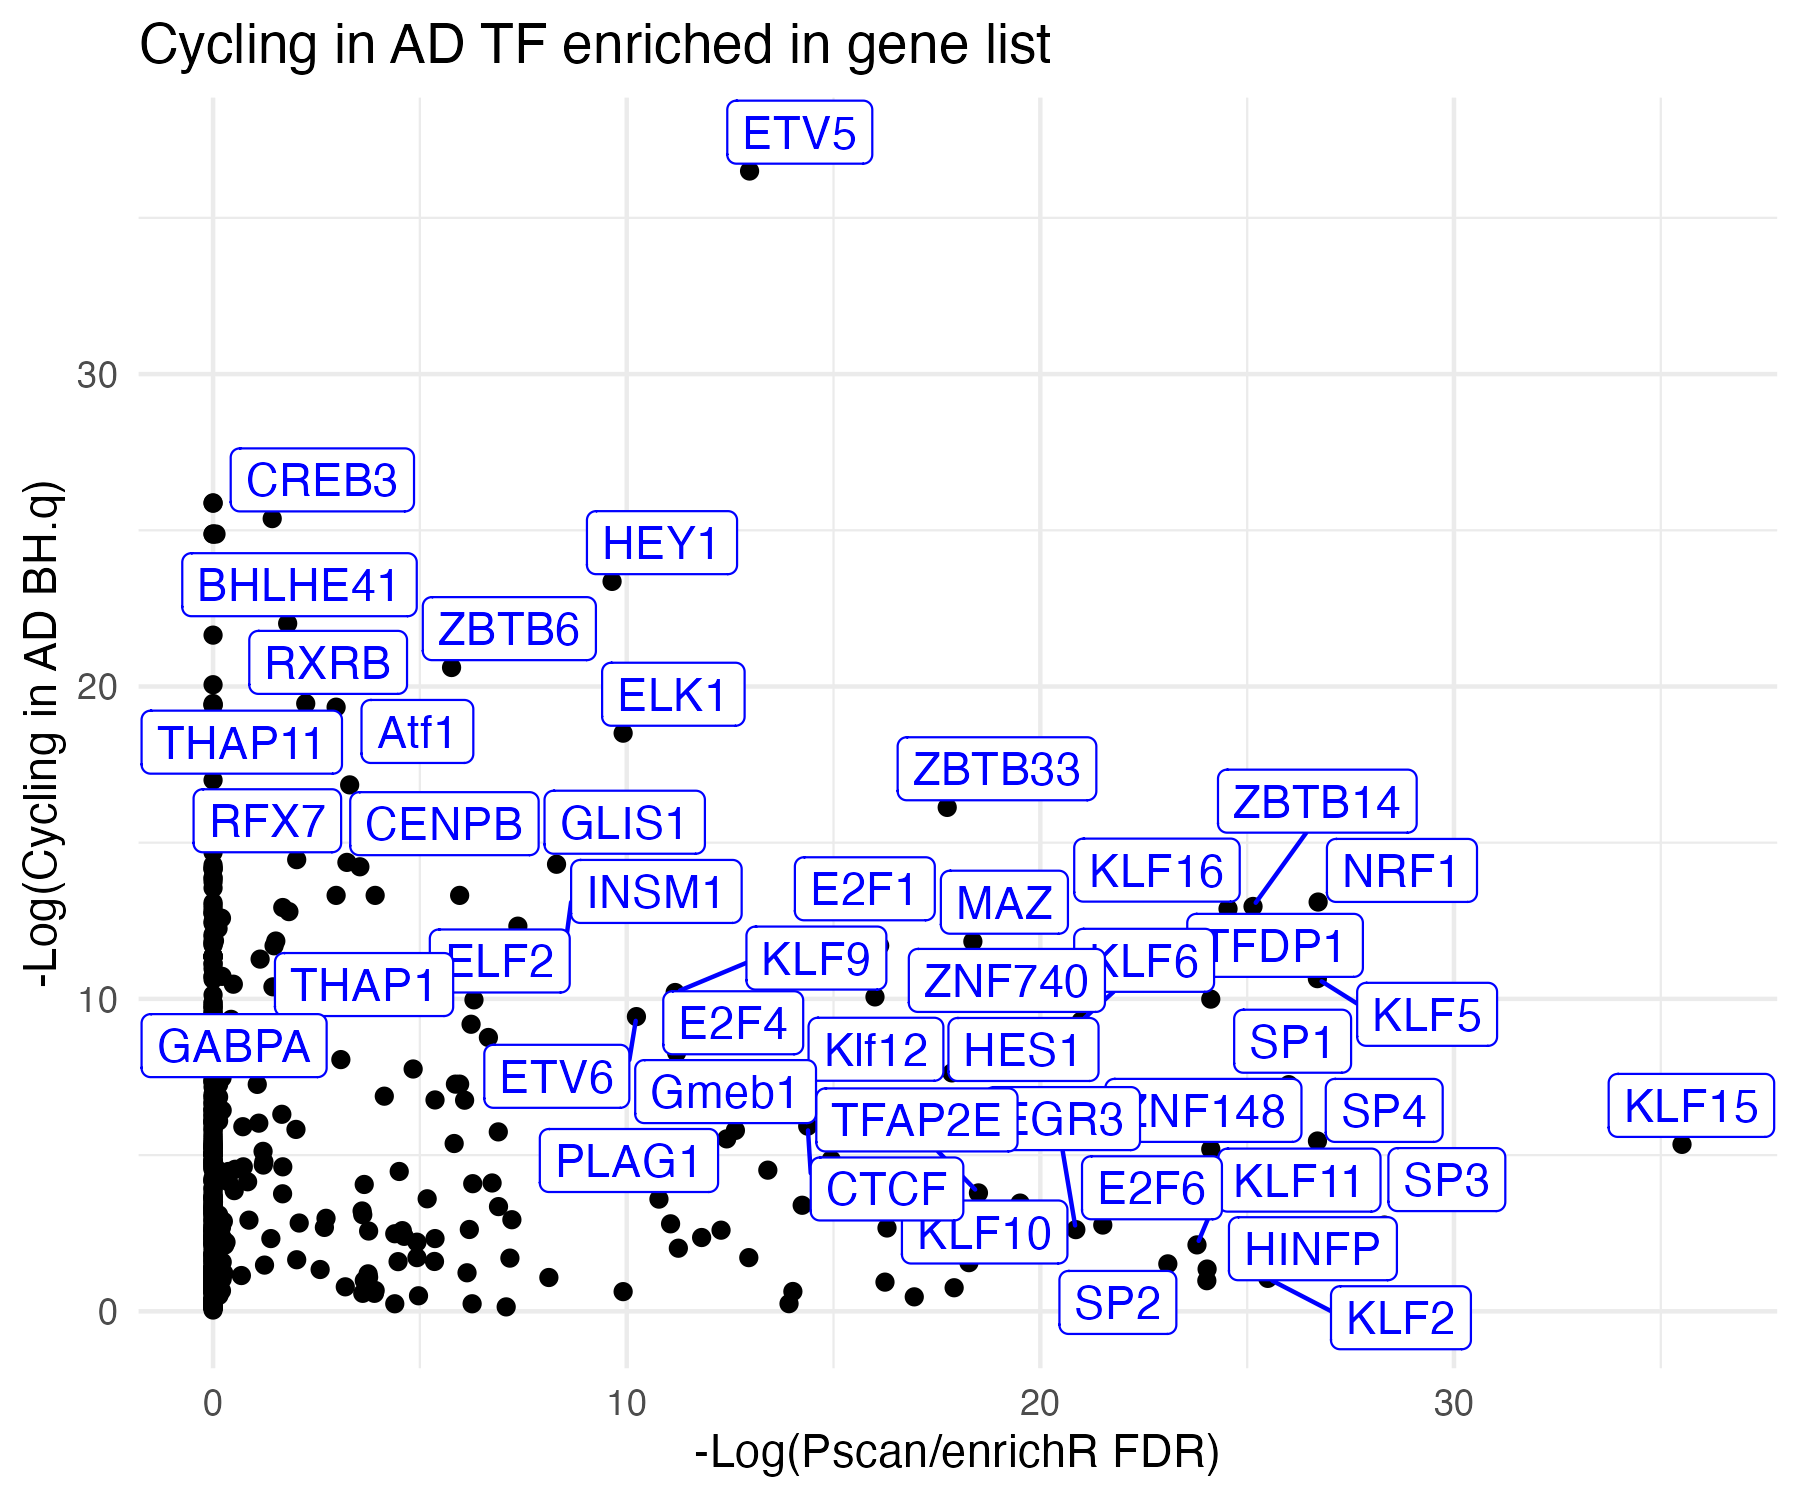 Cycling in AD TF enriched in gene list
ETV5
30
CREB3
HEY1
BHLHE41
ZBTB6
RXRB
ELK1
20
Atf1
THAP11
ZBTB33
ZBTB14
RFX7
CENPB
GLIS1
KLF16
NRF1
INSM1
E2F1
MAZ
TFDP1
ELF2
KLF9
KLF6
THAP1
ZNF740
10
KLF5
E2F4
GABPA
Klf12
HES1
SP1
ETV6
Gmeb1
KLF15
TFAP2E
EGR3
ZNF148
SP4
PLAG1
CTCF
E2F6
KLF11
SP3
KLF10
HINFP
SP2
KLF2
0
0 10 20 30
-Log(Pscan/enrichR FDR)
-Log(Cycling in AD BH.q)